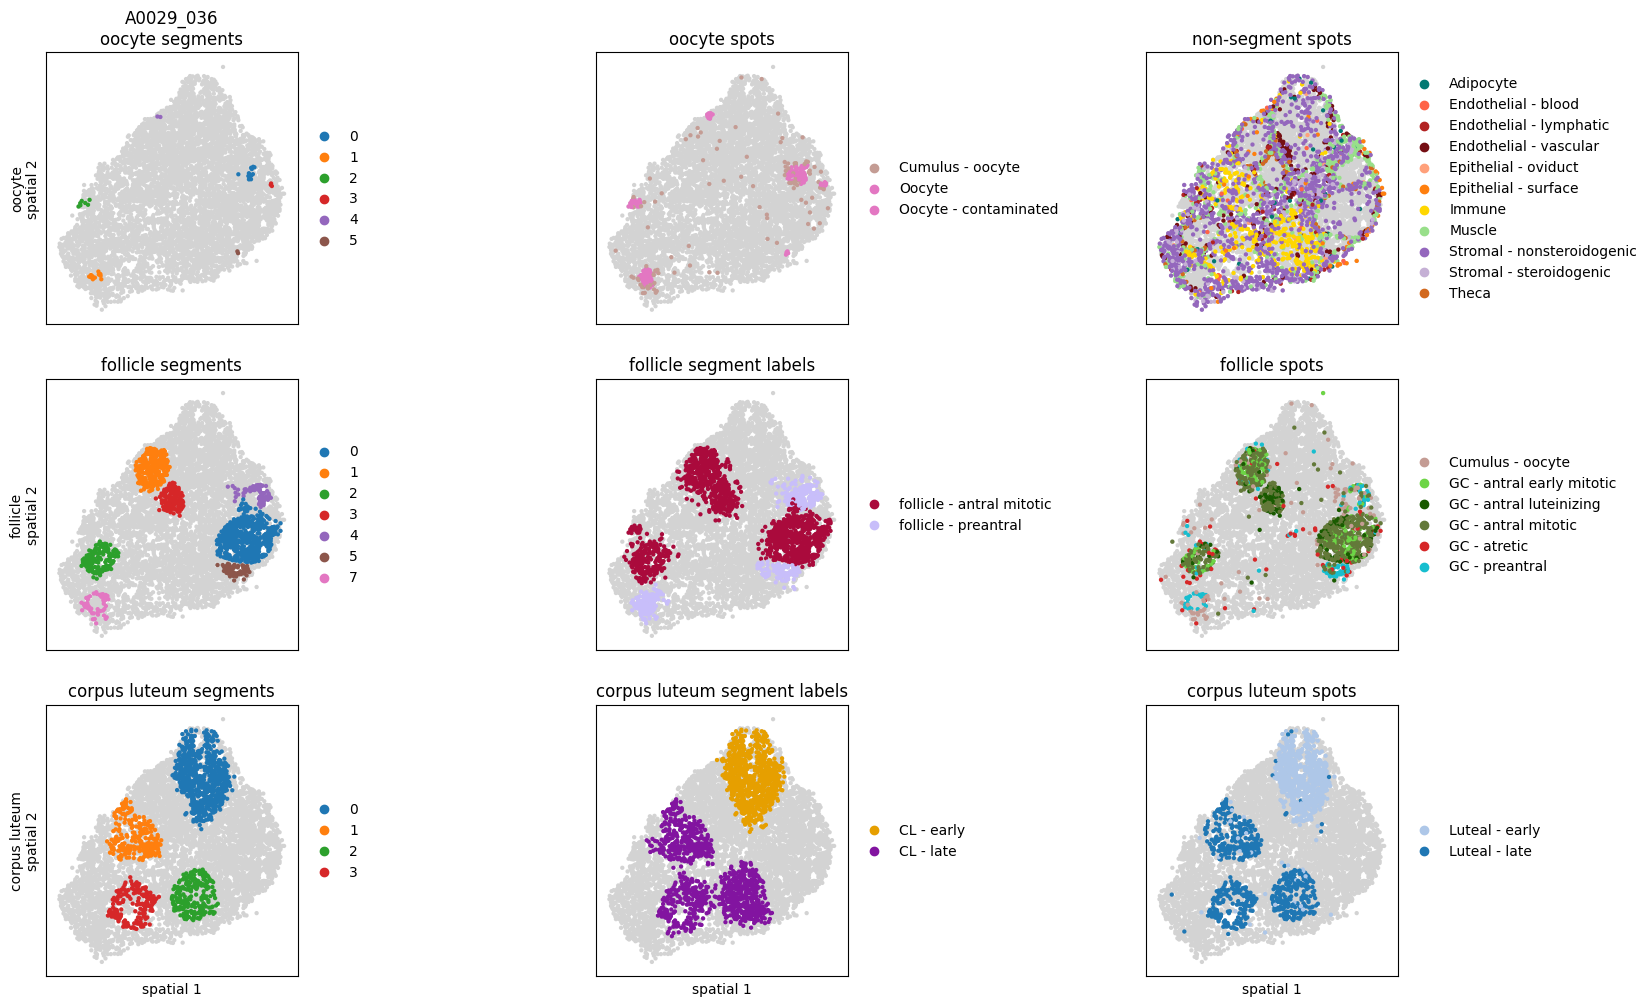 A0029_036
oocyte segments
oocyte spots
non-segment spots
oocyte
spatial 2
0
1
2
3
4
5
Cumulus - oocyte
Oocyte
Oocyte - contaminated
Adipocyte
Endothelial - blood
Endothelial - lymphatic
Endothelial - vascular
Epithelial - oviduct
Epithelial - surface
Immune
Muscle
Stromal - nonsteroidogenic
Stromal - steroidogenic
Theca
follicle segments
follicle segment labels
follicle spots
follicle
spatial 2
0
1
2
3
4
5
7
follicle - antral mitotic
follicle - preantral
Cumulus - oocyte
GC - antral early mitotic
GC - antral luteinizing
GC - antral mitotic
GC - atretic
GC - preantral
corpus luteum segments
corpus luteum segment labels
corpus luteum spots
corpus luteum
spatial 2
0
1
2
3
CL - early
CL - late
Luteal - early
Luteal - late
spatial 1
spatial 1
spatial 1